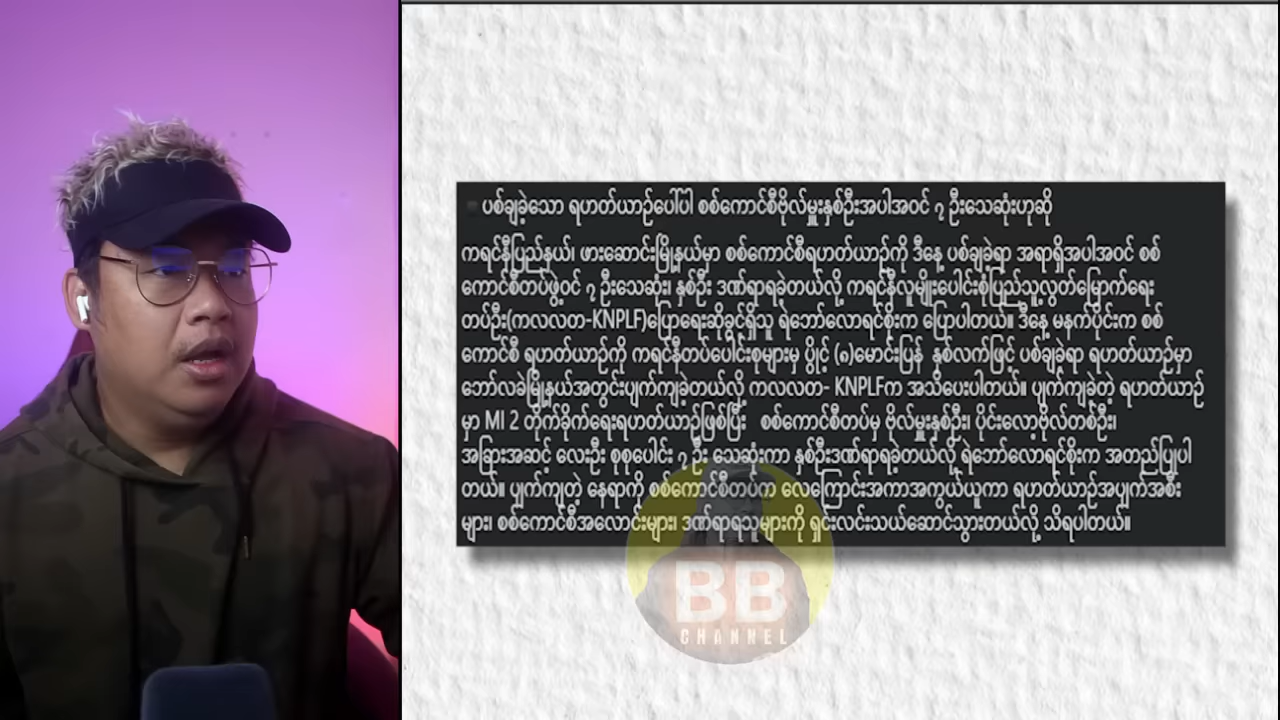 ပစ်ချခဲ့သော ရဟတ်ယာဉ်ပေါ်ပါ စစ်ကောင်စီဗိုလ်မှူးနှစ်ဦးအပါအဝင် ၇ ဦးသေဆုံးဟုဆို
ကရင်နီပြည်နယ်၊ ဖားဆောင်းမြို့နယ်မှာ စစ်ကောင်စီရဟတ်ယာဉ်ကို ဒီနေ့ ပစ်ချခဲ့ရာ အရာရှိအပါအဝင် စစ်
ကောင်စီတပ်ဖွဲ့ဝင် ၇ ဦးသေဆုံး၊ နှစ်ဦး ဒဏ်ရာရခဲ့တယ်လို့ ကရင်နီလူမျိုးပေါင်းစုံပြည်သူ့လွတ်မြောက်ရေး
တပ်ဦး(ကလလတ-KNPLF)ပြောရေးဆိုခွင့်ရှိသူ ရဲဘော်လောရင်စိုးက ပြောပါတယ်။ ဒီနေ့ မနက်ပိုင်းက စစ်
ကောင်စီ ရဟတ်ယာဉ်ကို ကရင်နီတပ်ပေါင်းစုများမှ ပွိုင့် (၈)မောင်းပြန် နှစ်လက်ဖြင့် ပစ်ချခဲ့ရာ ရဟတ်ယာဉ်မှာ
ဘော်လခဲမြို့နယ်အတွင်းပျက်ကျခဲ့တယ်လို့ ကလလတ- KNPLFက အသိပေးပါတယ်။ ပျက်ကျခဲ့တဲ့ ရဟတ်ယာဉ်
မှာ MI 2 တိုက်ခိုက်ရေးရဟတ်ယာဉ်ဖြစ်ပြီး စစ်ကောင်စီတပ်မှ ဗိုလ်မှူးနှစ်ဦး၊ ပိုင်းလော့ဗိုလ်တစ်ဦး၊
အခြားအဆင့် လေးဦး စုစုပေါင်း ၇ ဦး သေဆုံးကာ နှစ်ဦးဒဏ်ရာရခဲ့တယ်လို့ ရဲဘော်လောရင်စိုးက အတည်ပြုပါ
တယ်။ ပျက်ကျတဲ့ နေရာကို စစ်ကောင်စီတပ်က လေကြောင်းအကာအကွယ်ယူကာ ရဟတ်ယာဉ်အပျက်အစီး
များ၊ စစ်ကောင်စီအလောင်းများ၊ ဒဏ်ရာရသူများကို ရှင်းလင်းသယ်ဆောင်သွားတယ်လို့ သိရပါတယ်။
BB
CHANNEL